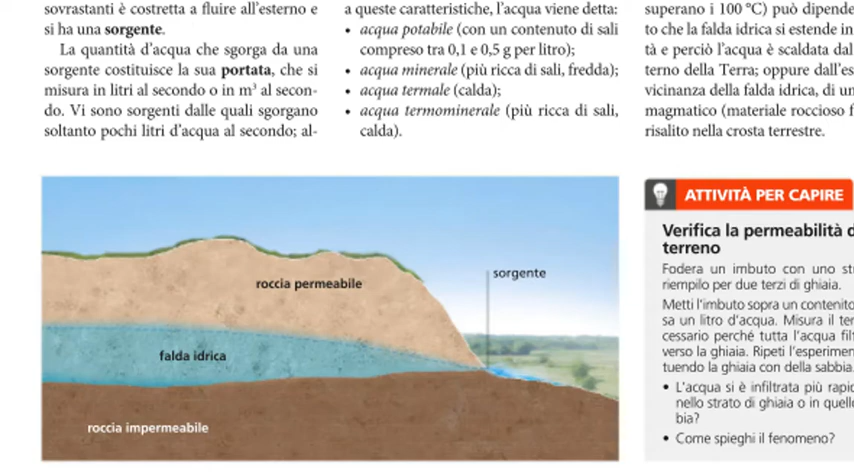 sovrastanti è costretta a fluire all'esterno e
si ha una sorgente.
La quantità d'acqua che sgorga da una
sorgente costituisce la sua portata, che si
misura in litri al secondo o in m³ al secon-
do. Vi sono sorgenti dalle quali sgorgano
soltanto pochi litri d'acqua al secondo; al-
a queste caratteristiche, l'acqua viene detta:
• acqua potabile (con un contenuto di sali
compreso tra 0,1 e 0,5 g per litro);
• acqua minerale (più ricca di sali, fredda);
• acqua termale (calda);
• acqua termominerale (più ricca di sali,
calda).
superano i 100 °C) può dipende
to che la falda idrica si estende in
tà e perciò l'acqua è scaldata dal
terno della Terra; oppure dall'es
vicinanza della falda idrica, di un
magmatico (materiale roccioso f
risalito nella crosta terrestre.
roccia permeabile
sorgente
falda idrica
roccia impermeabile
ATTIVITÀ PER CAPIRE
Verifica la permeabilità d
terreno
Fodera un imbuto con uno str
riempilo per due terzi di ghiaia.
Metti l'imbuto sopra un contenito
sa un litro d'acqua. Misura il ter
cessario perché tutta l'acqua filt
verso la ghiaia. Ripeti l'esperimen
tuendo la ghiaia con della sabbia.
• L'acqua si è infiltrata più rapid
nello strato di ghiaia o in quello
bia?
• Come spieghi il fenomeno?